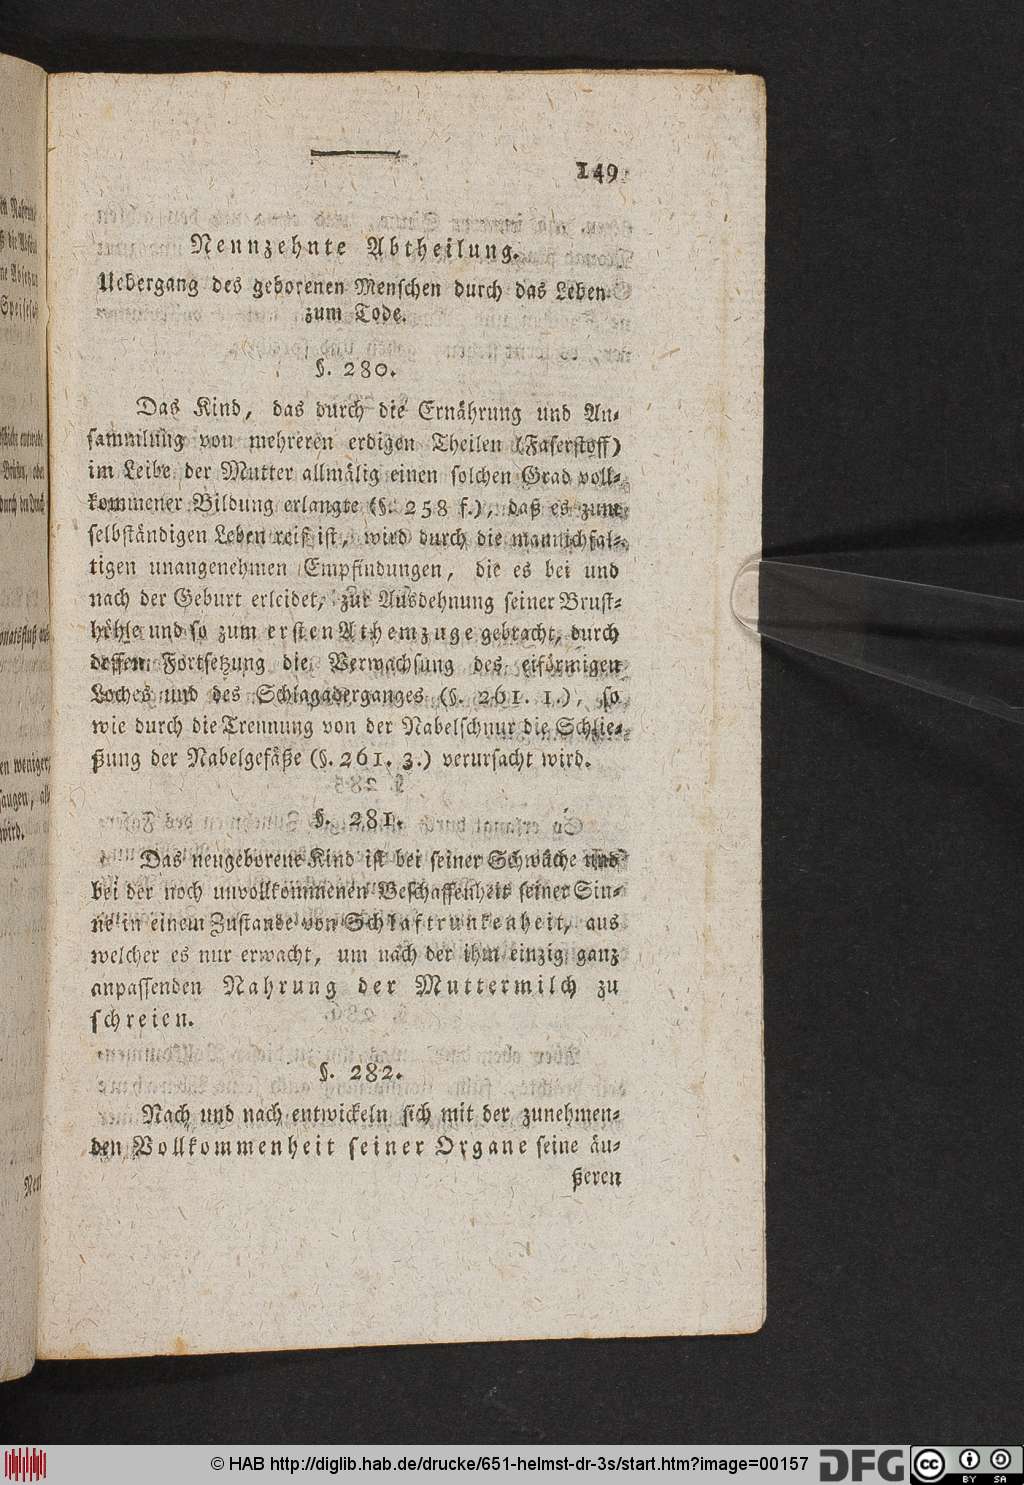 149
Nennzehnte Abtheilung.
Uebergang des geborenen Menschen durch das Leben
zum Tode.
§. 280.
Das Kind, das durch die Ernährung und An-
sammlung von mehreren erdigen Theilen (Faserstoff)
im Leibe der Mutter allmälig einen solchen Grad voll-
kommener Bildung erlangte (§. 258 f.), daß es zum
selbständigen Leben reif ist, wird durch die mannichfal-
tigen unangenehmen Empfindungen, die es bei und
nach der Geburt erleidet, zur Ausdehnung seiner Brust-
höhle und so zum ersten Athemzuge gebracht, durch
dessen Fortsetzung die Verwachsung des eiförmigen
Loches und des Schlagaderganges (§. 261. 1.), so
wie durch die Trennung von der Nabelschnur die Schlie-
ßung der Nabelgefäße (§. 261. 3.) verursacht wird.
§. 281.
Das neugeborene Kind ist bei seiner Schwäche und
bei der noch unvollkommenen Beschaffenheit seiner Sin-
ne in einem Zustande von Schlaftrunkenheit, aus
welcher es nur erwacht, um nach der ihm einzig ganz
anpassenden Nahrung der Muttermilch zu
schreien.
§. 282.
Nach und nach entwickeln sich mit der zunehmen-
den Vollkommenheit seiner Organe seine äu-
ßeren
© HAB http://diglib.hab.de/drucke/651-helmst-dr-3s/start.htm?image=00157
DFG
cc
BY SA